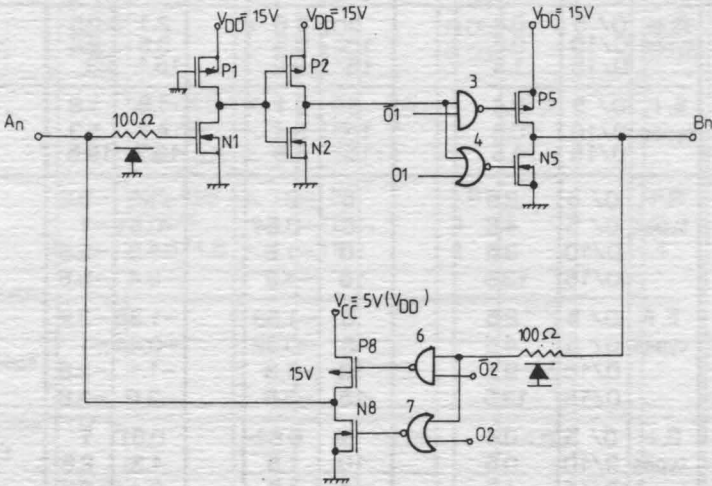 VDD= 15V
VDD= 15V
VDD= 15V
P1
P2
3
P5
100Ω
An
Ō1
Bn
N1
N2
4
N5
O1
VCC= 5V(VDD)
P8
6
100Ω
15V
Ō2
N8
7
O2